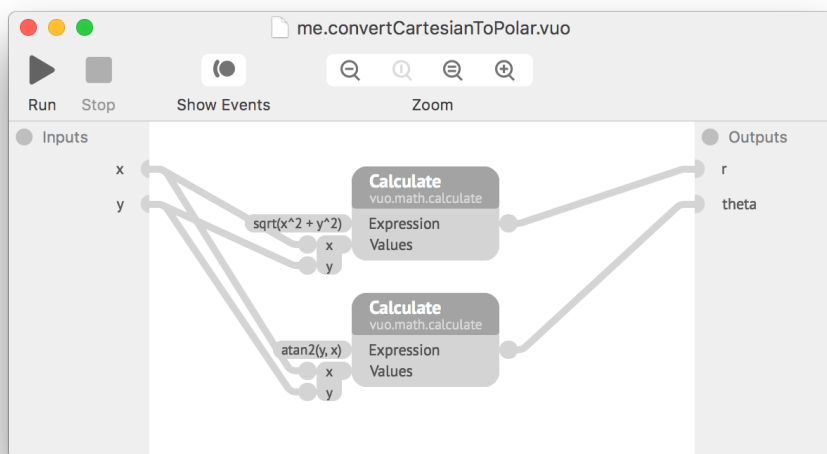 me.convertCartesianToPolar.vuo
Run Stop Show Events Zoom
Inputs
Outputs
x
y
r
theta
Calculate
vuo.math.calculate
sqrt(x^2 + y^2) Expression
x Values
y
Calculate
vuo.math.calculate
atan2(y, x) Expression
x Values
y